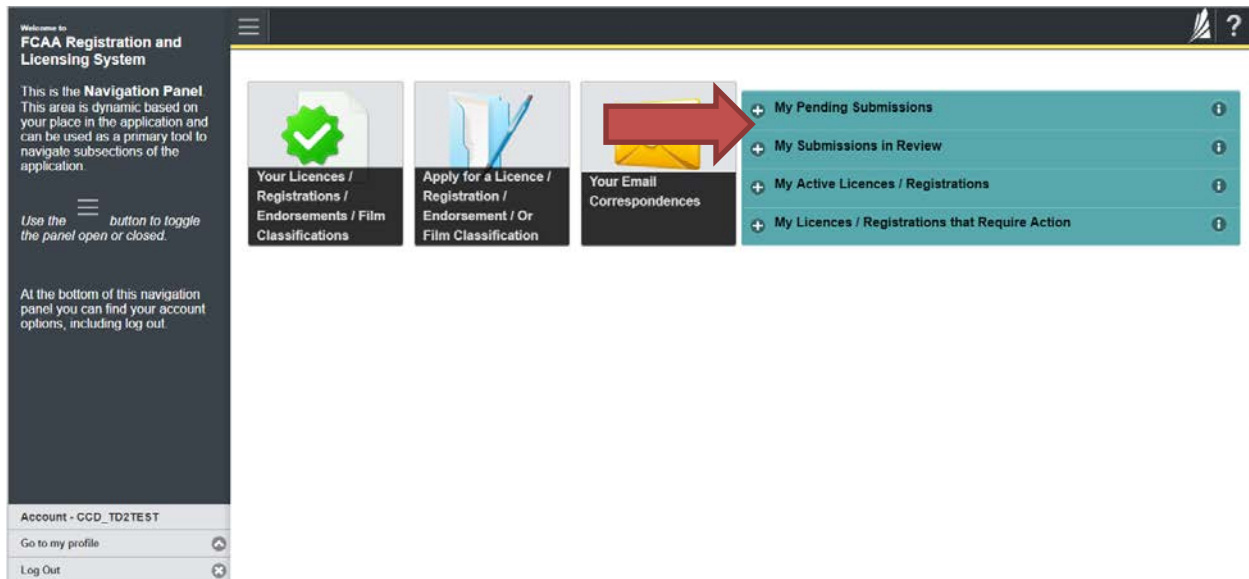 Welcome to
FCAA Registration and
Licensing System
This is the Navigation Panel.
This area is dynamic based on
your place in the application and
can be used as a primary tool to
navigate subsections of the
application.
Use the button to toggle
the panel open or closed.
At the bottom of this navigation
panel you can find your account
options, including log out.
Account - CCD_TD2TEST
Go to my profile
Log Out
?
Your Licences /
Registrations /
Endorsements / Film
Classifications
Apply for a Licence /
Registration /
Endorsement / Or
Film Classification
Your Email
Correspondences
My Pending Submissions
My Submissions in Review
My Active Licences / Registrations
My Licences / Registrations that Require Action